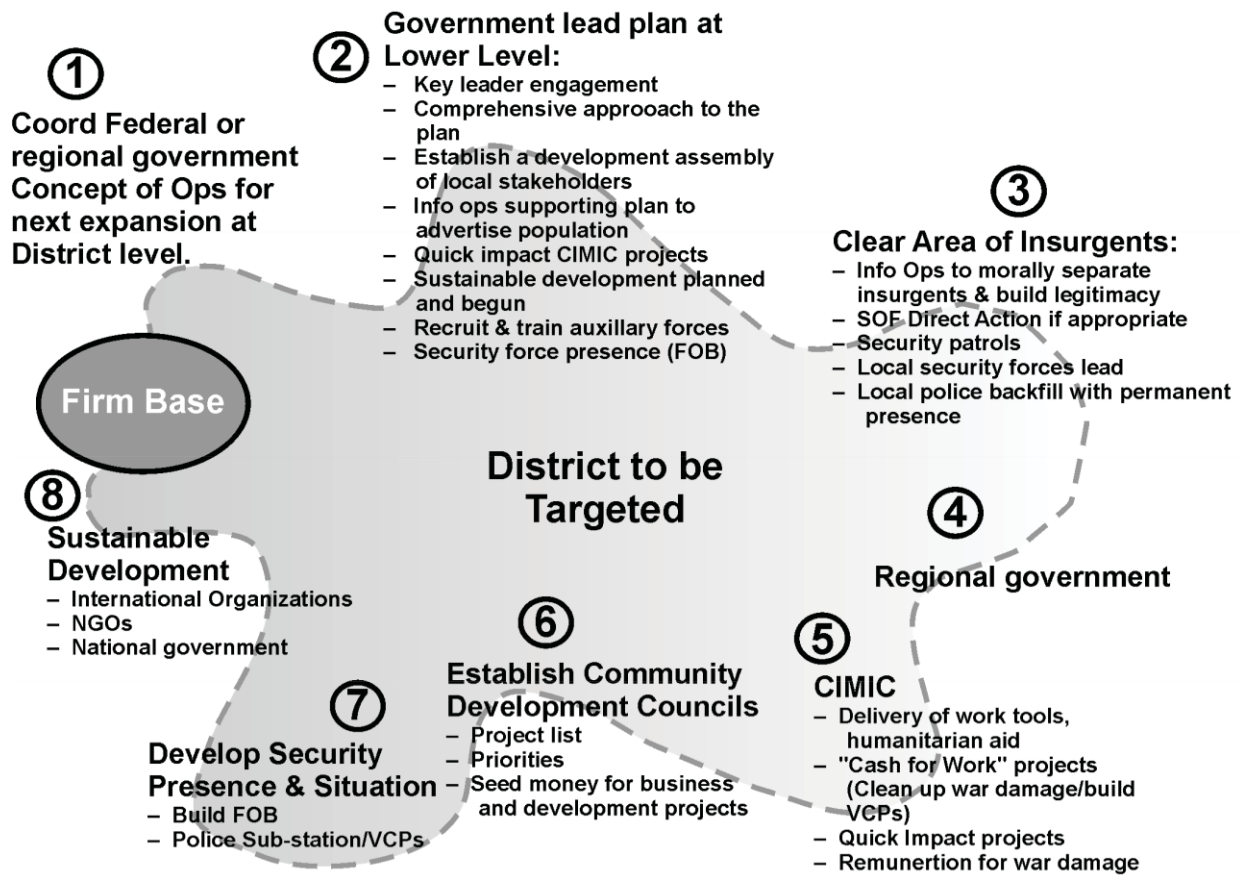 1
Coord Federal or
regional government
Concept of Ops for
next expansion at
District level.
2
Government lead plan at
Lower Level:
– Key leader engagement
– Comprehensive approoach to the
plan
– Establish a development assembly
of local stakeholders
– Info ops supporting plan to
advertise population
– Quick impact CIMIC projects
– Sustainable development planned
and begun
– Recruit & train auxillary forces
– Security force presence (FOB)
3
Clear Area of Insurgents:
– Info Ops to morally separate
insurgents & build legitimacy
– SOF Direct Action if appropriate
– Security patrols
– Local security forces lead
– Local police backfill with permanent
presence
Firm Base
District to be
Targeted
4
Regional government
5
CIMIC
– Delivery of work tools,
humanitarian aid
– "Cash for Work" projects
(Clean up war damage/build
VCPs)
– Quick Impact projects
– Remunertion for war damage
6
Establish Community
Development Councils
– Project list
– Priorities
– Seed money for business
and development projects
7
Develop Security
Presence & Situation
– Build FOB
– Police Sub-station/VCPs
8
Sustainable
Development
– International Organizations
– NGOs
– National government